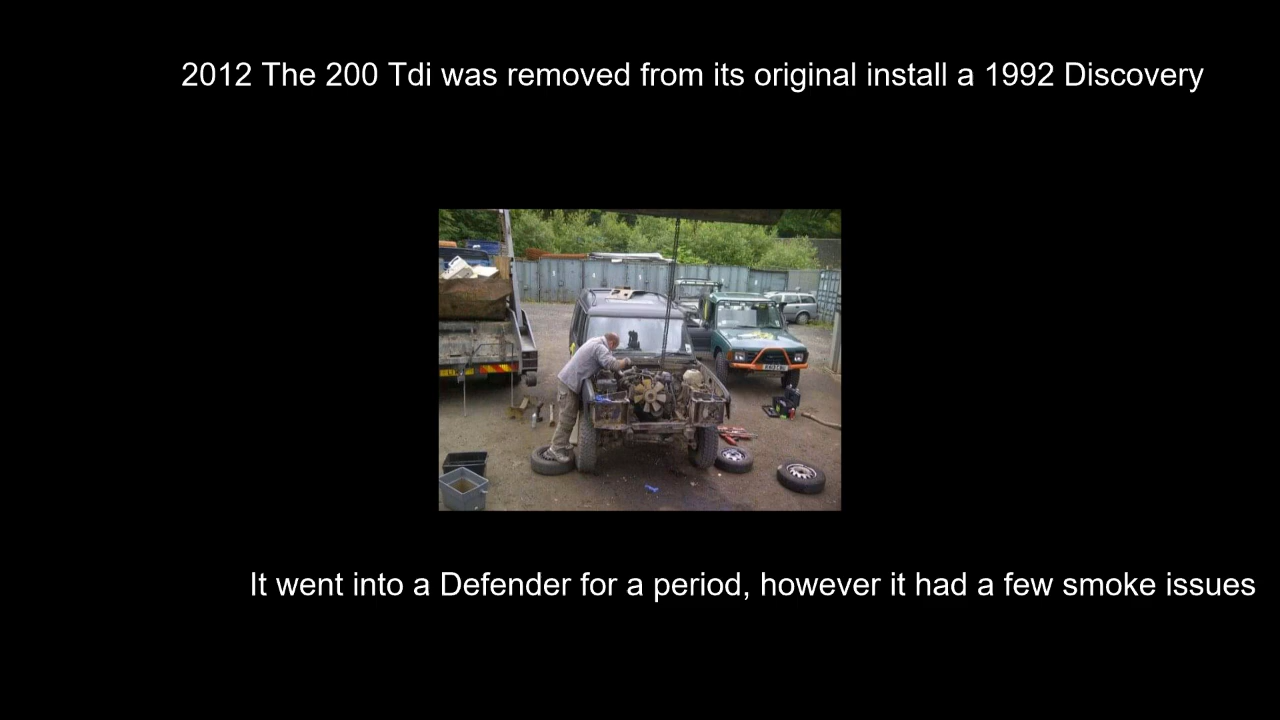 2012 The 200 Tdi was removed from its original install a 1992 Discovery
It went into a Defender for a period, however it had a few smoke issues